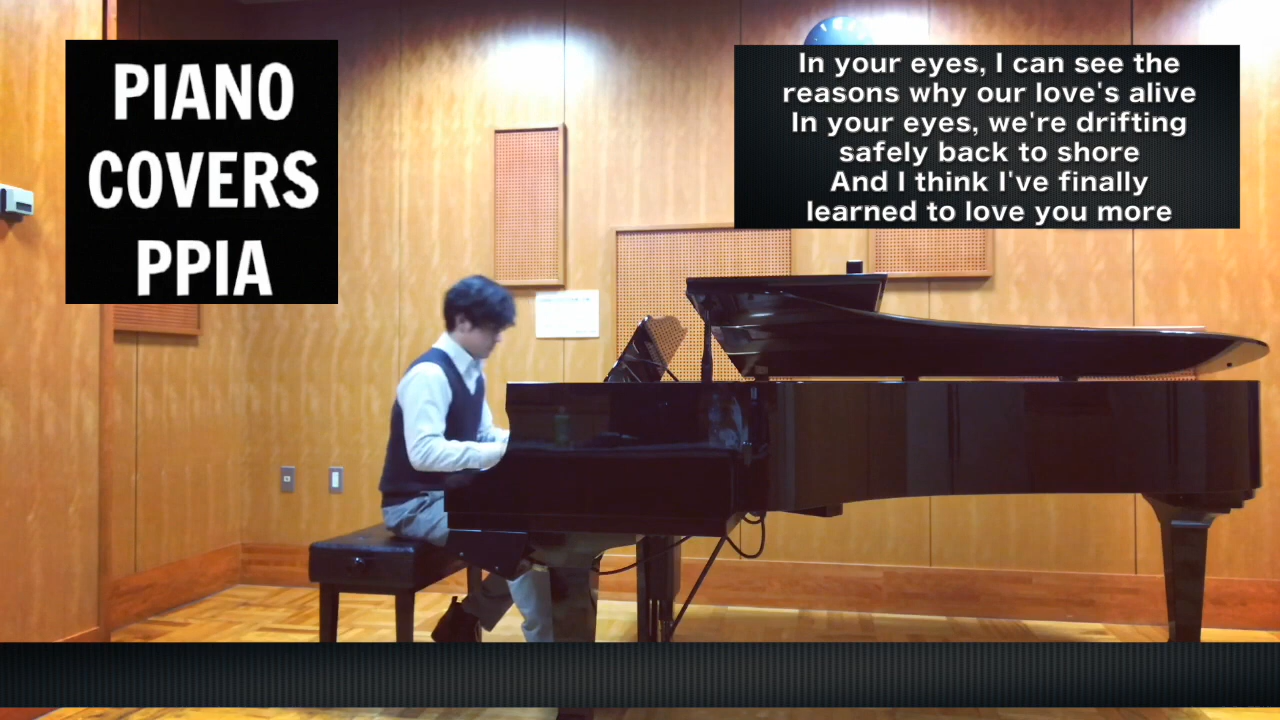 PIANO
COVERS
PPIA
In your eyes, I can see the
reasons why our love's alive
In your eyes, we're drifting
safely back to shore
And I think I've finally
learned to love you more